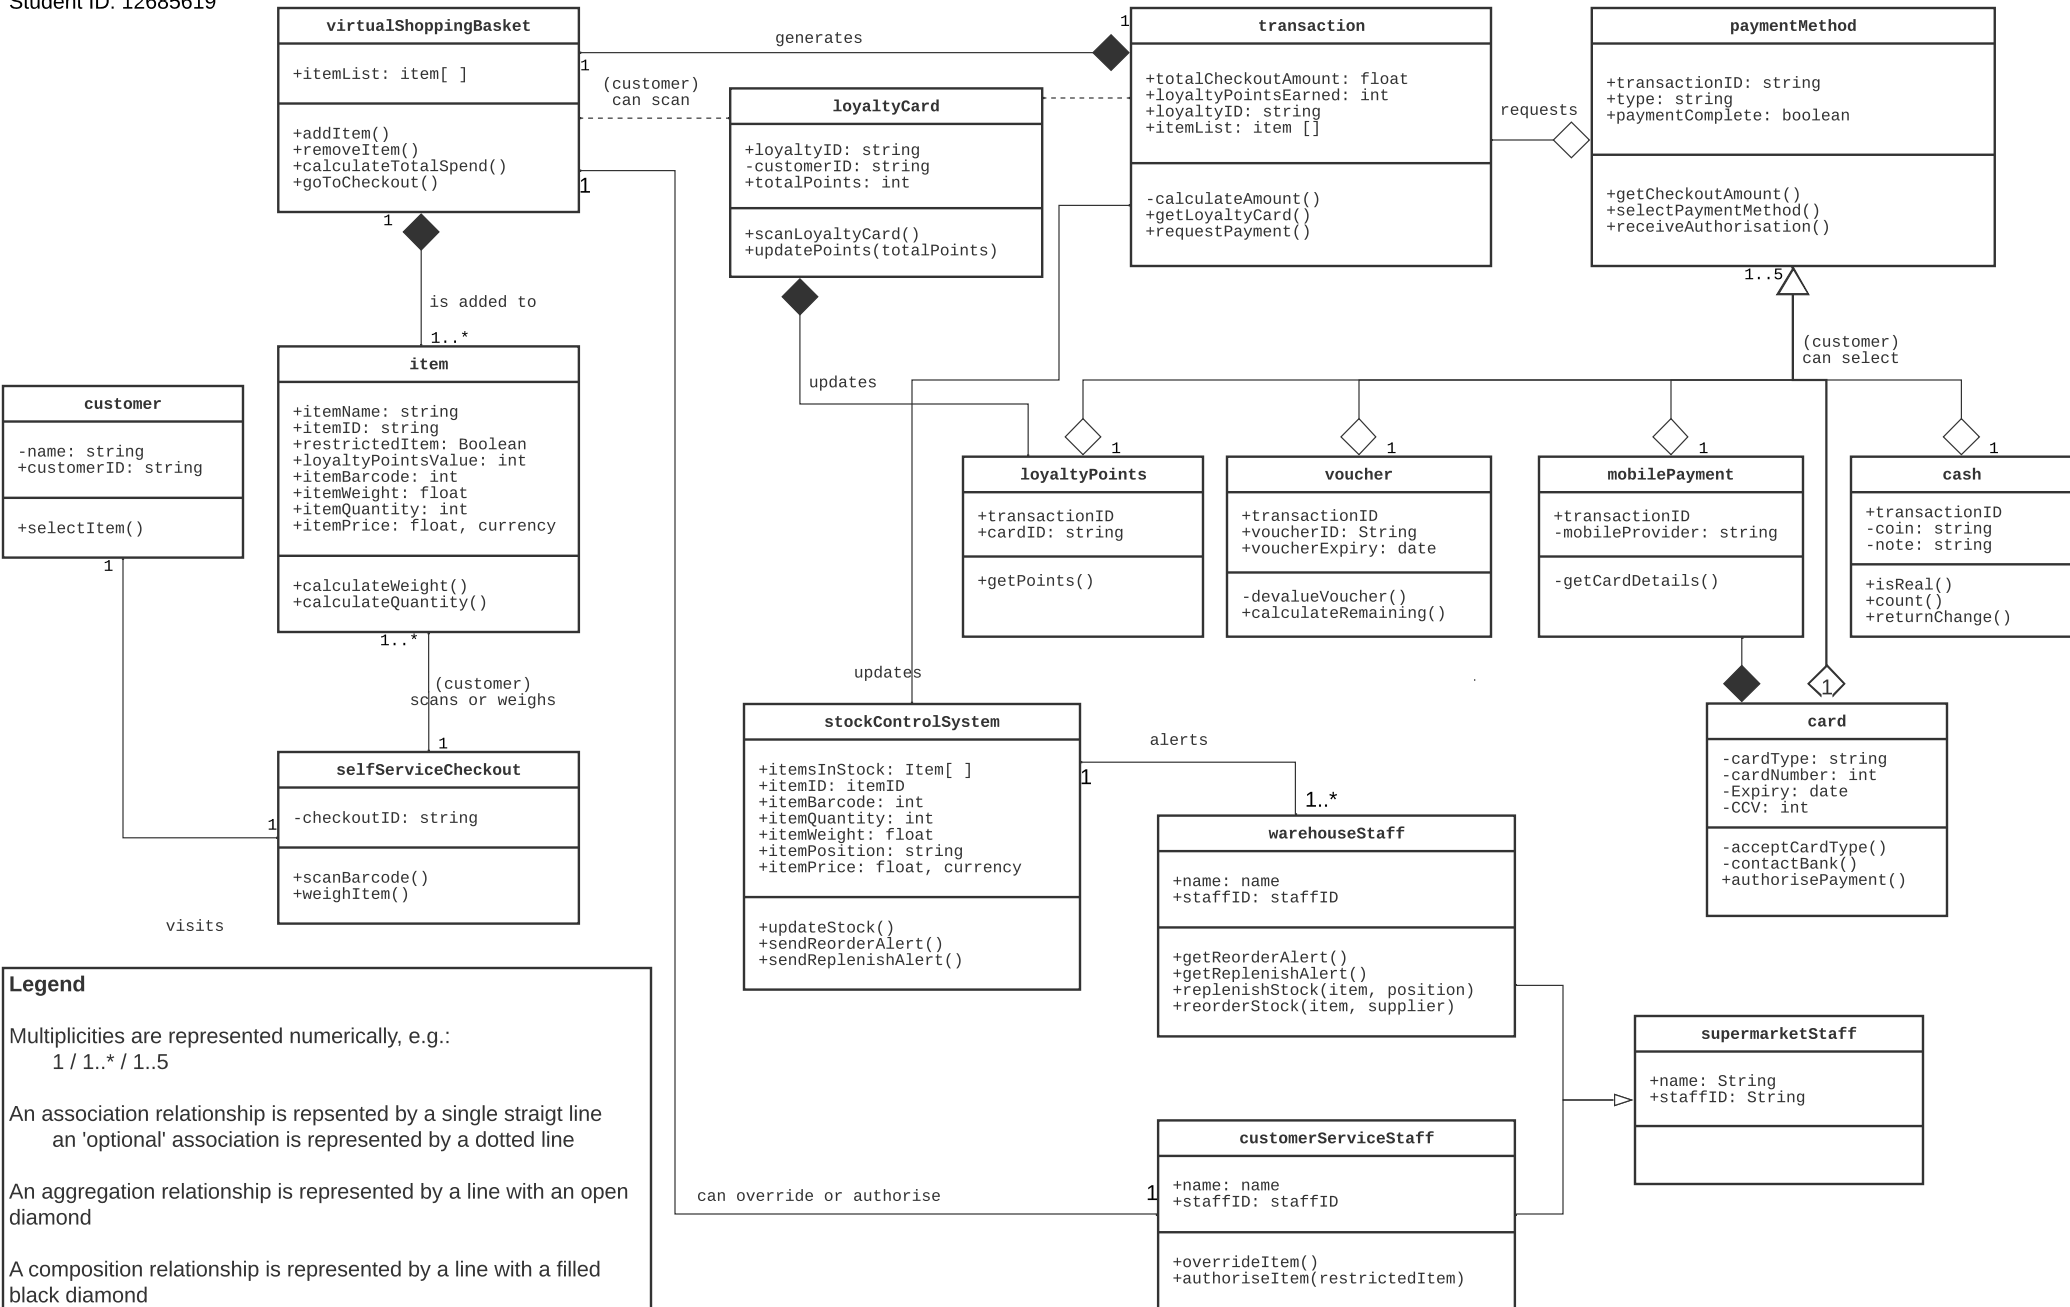 Student ID: 12685619
virtualShoppingBasket
+itemList: item[ ]
+addItem()
+removeItem()
+calculateTotalSpend()
+goToCheckout()
1
generates
1
(customer)
can scan
1
1
loyaltyCard
+loyaltyID: string
-customerID: string
+totalPoints: int
+scanLoyaltyCard()
+updatePoints(totalPoints)
transaction
+totalCheckoutAmount: float
+loyaltyPointsEarned: int
+loyaltyID: string
+itemList: item []
-calculateAmount()
+getLoyaltyCard()
+requestPayment()
requests
paymentMethod
+transactionID: string
+type: string
+paymentComplete: boolean
+getCheckoutAmount()
+selectPaymentMethod()
+receiveAuthorisation()
1..5
(customer)
can select
is added to
1..*
item
+itemName: string
+itemID: string
+restrictedItem: Boolean
+loyaltyPointsValue: int
+itemBarcode: int
+itemWeight: float
+itemQuantity: int
+itemPrice: float, currency
+calculateWeight()
+calculateQuantity()
1..*
customer
-name: string
+customerID: string
+selectItem()
1
updates
1
loyaltyPoints
+transactionID
+cardID: string
+getPoints()
1
voucher
+transactionID
+voucherID: String
+voucherExpiry: date
-devalueVoucher()
+calculateRemaining()
1
mobilePayment
+transactionID
-mobileProvider: string
-getCardDetails()
1
cash
+transactionID
-coin: string
-note: string
+isReal()
+count()
+returnChange()
(customer)
scans or weighs
1
selfServiceCheckout
-checkoutID: string
+scanBarcode()
+weighItem()
1
visits
updates
stockControlSystem
+itemsInStock: Item[ ]
+itemID: itemID
+itemBarcode: int
+itemQuantity: int
+itemWeight: float
+itemPosition: string
+itemPrice: float, currency
+updateStock()
+sendReorderAlert()
+sendReplenishAlert()
alerts
1
1..*
warehouseStaff
+name: name
+staffID: staffID
+getReorderAlert()
+getReplenishAlert()
+replenishStock(item, position)
+reorderStock(item, supplier)
1
card
-cardType: string
-cardNumber: int
-Expiry: date
-CCV: int
-acceptCardType()
-contactBank()
+authorisePayment()
supermarketStaff
+name: String
+staffID: String
can override or authorise
1
customerServiceStaff
+name: name
+staffID: staffID
+overrideItem()
+authoriseItem(restrictedItem)
Legend
Multiplicities are represented numerically, e.g.:
1 / 1..* / 1..5
An association relationship is repsented by a single straigt line
an 'optional' association is represented by a dotted line
An aggregation relationship is represented by a line with an open
diamond
A composition relationship is represented by a line with a filled
black diamond